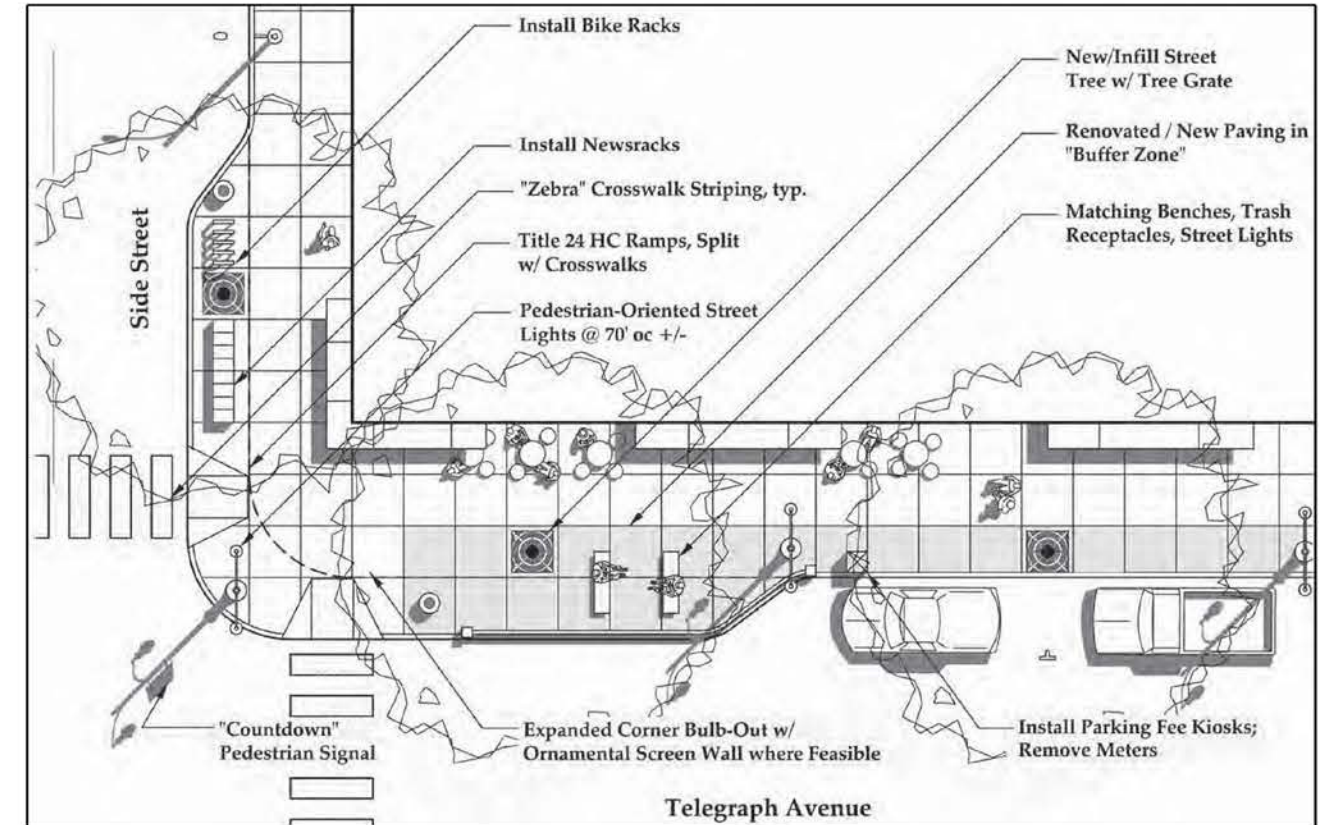 Install Bike Racks
Install Newsracks
"Zebra" Crosswalk Striping, typ.
Title 24 HC Ramps, Split
w/ Crosswalks
Pedestrian-Oriented Street
Lights @ 70' oc +/-
New/Infill Street
Tree w/ Tree Grate
Renovated / New Paving in
"Buffer Zone"
Matching Benches, Trash
Receptacles, Street Lights
Side Street
"Countdown"
Pedestrian Signal
Expanded Corner Bulb-Out w/
Ornamental Screen Wall where Feasible
Install Parking Fee Kiosks;
Remove Meters
Telegraph Avenue